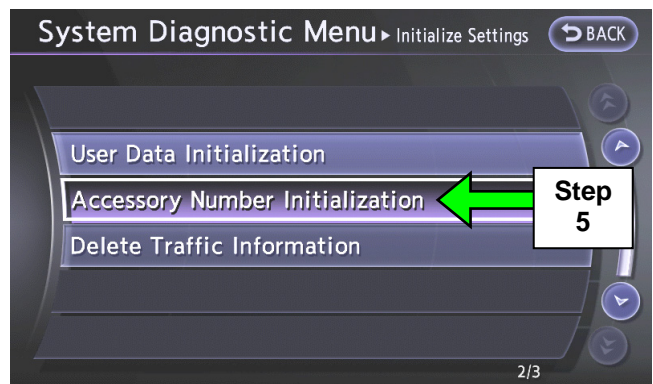 System Diagnostic Menu ▸ Initialize Settings BACK
User Data Initialization
Accessory Number Initialization
Step
5
Delete Traffic Information
2/3